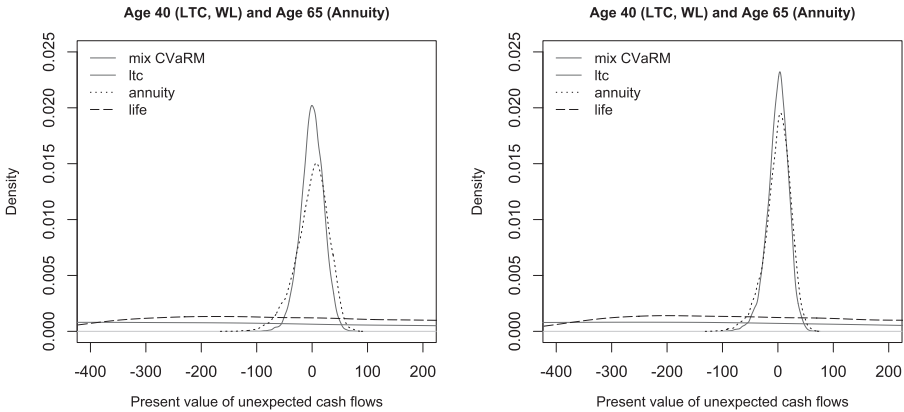 Age 40 (LTC, WL) and Age 65 (Annuity)
mix CVaRM
ltc
annuity
life
Density
0.025
0.020
0.015
0.010
0.005
0.000
-400 -300 -200 -100 0 100 200
Present value of unexpected cash flows
Age 40 (LTC, WL) and Age 65 (Annuity)
mix CVaRM
ltc
annuity
life
Density
0.025
0.020
0.015
0.010
0.005
0.000
-400 -300 -200 -100 0 100 200
Present value of unexpected cash flows